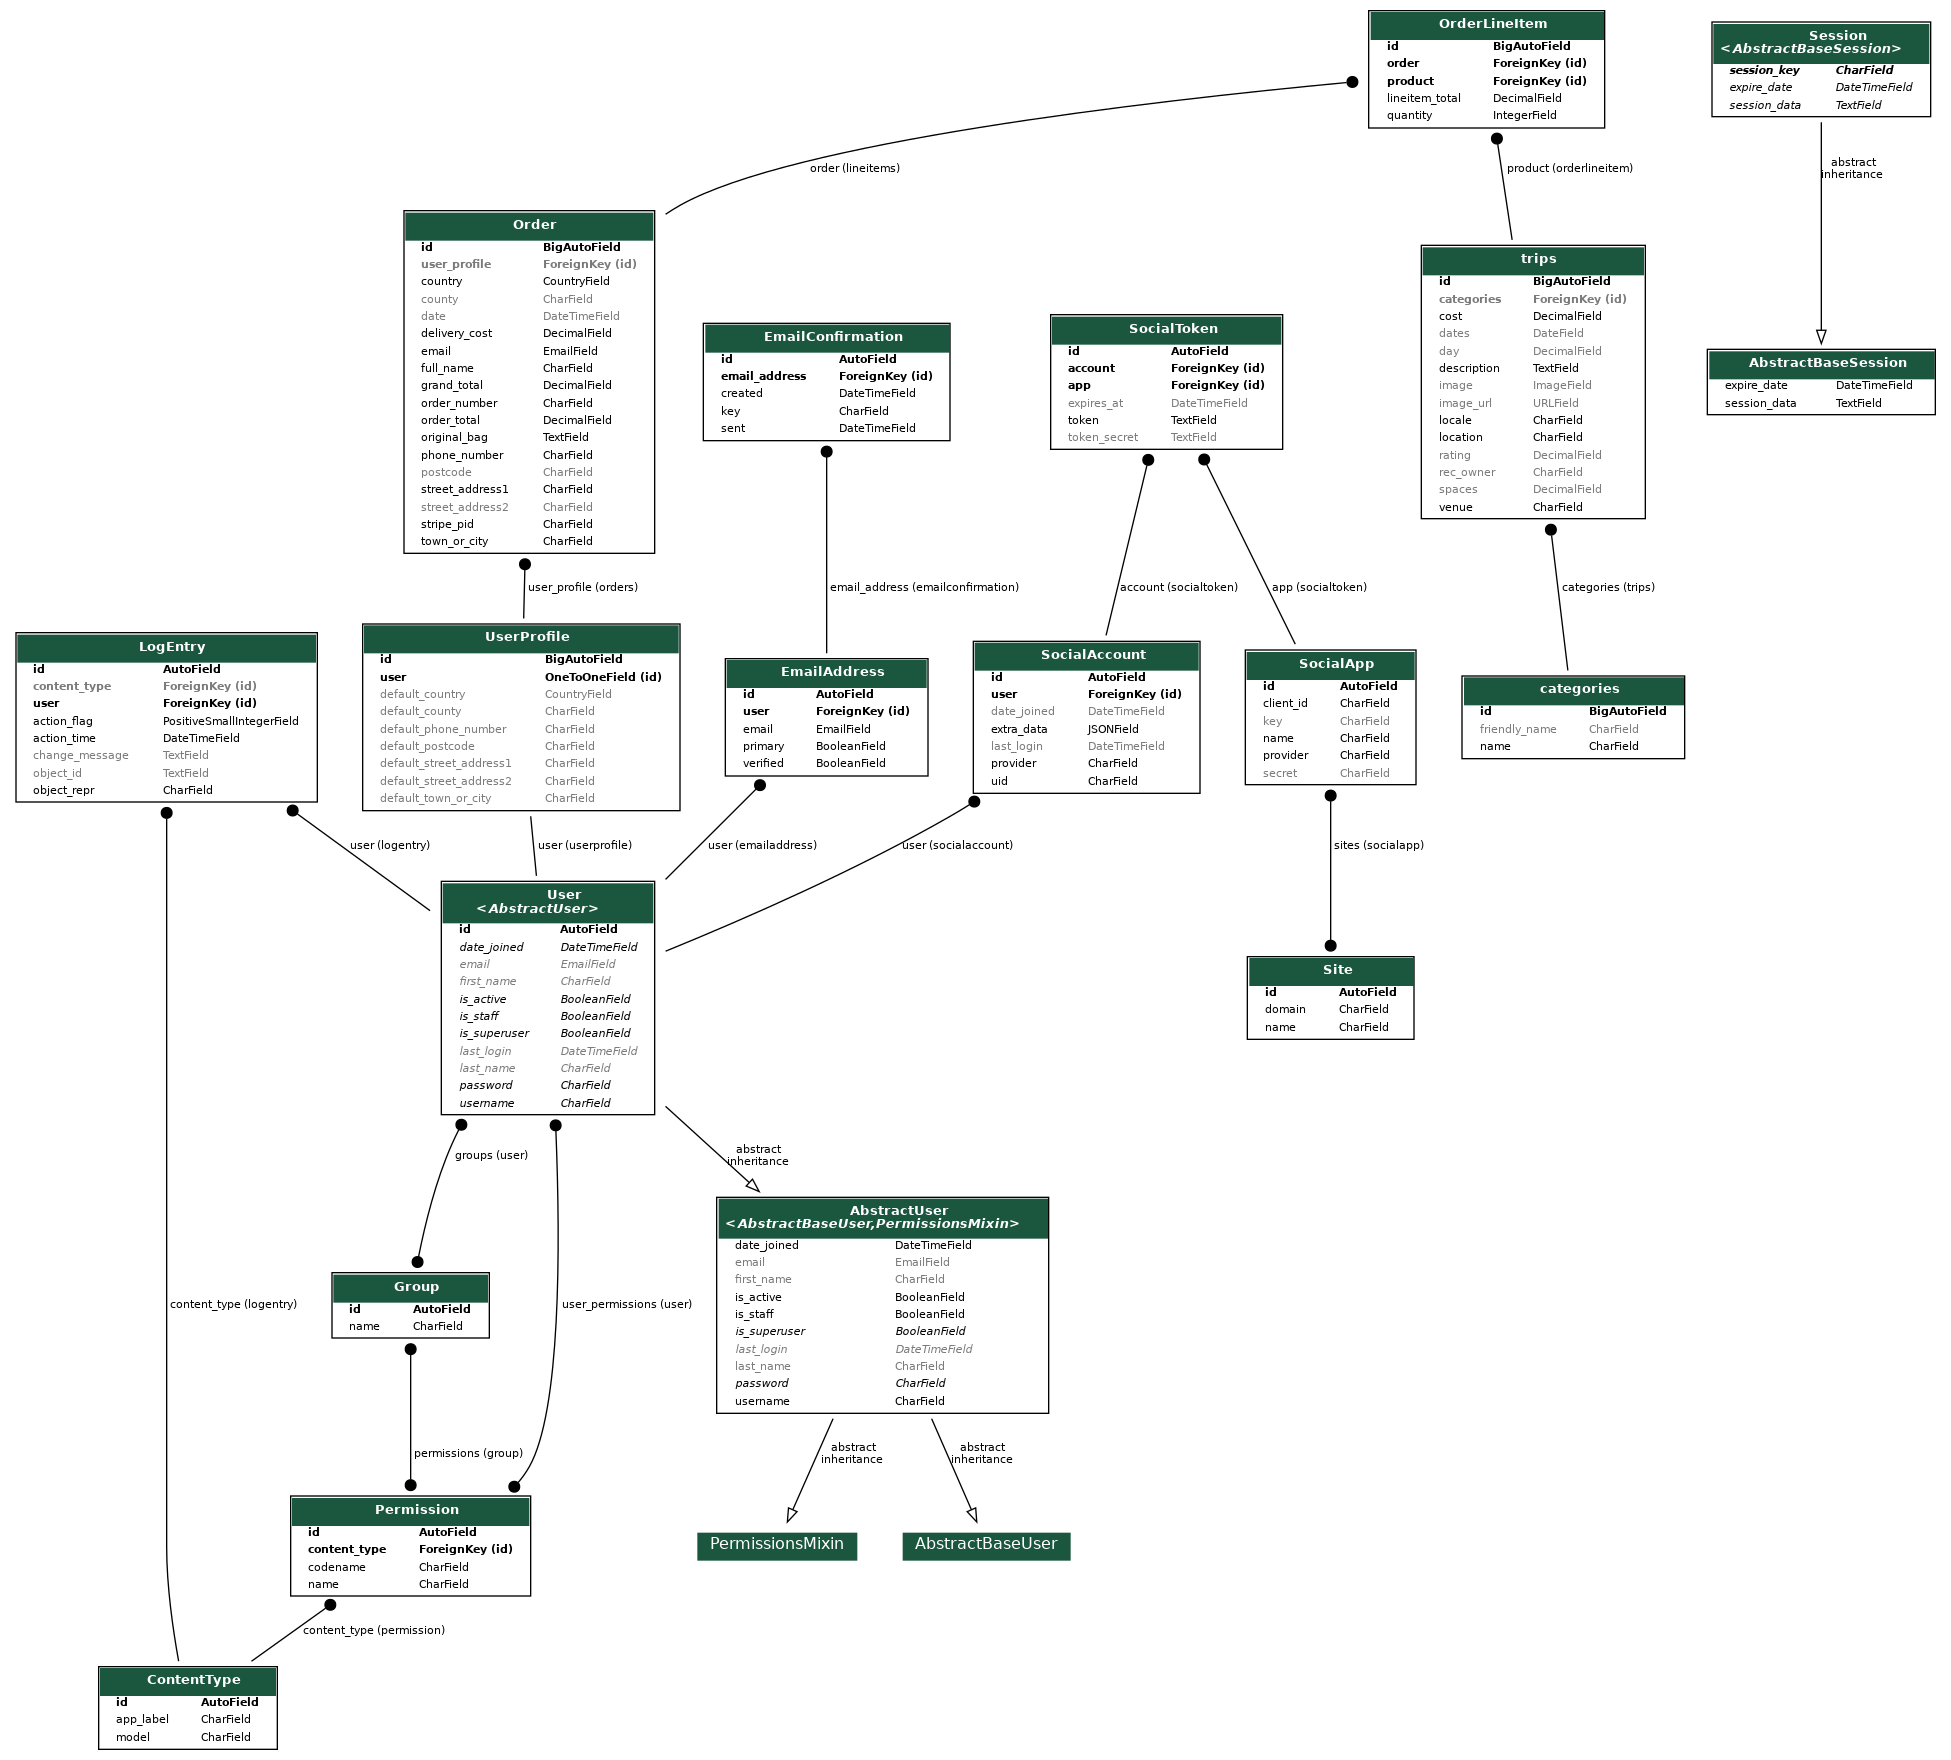 OrderLineItem
id BigAutoField
order ForeignKey (id)
product ForeignKey (id)
lineitem_total DecimalField
quantity IntegerField
Session
<AbstractBaseSession>
session_key CharField
expire_date DateTimeField
session_data TextField
order (lineitems)
product (orderlineitem)
abstract
inheritance
Order
id BigAutoField
user_profile ForeignKey (id)
country CountryField
county CharField
date DateTimeField
delivery_cost DecimalField
email EmailField
full_name CharField
grand_total DecimalField
order_number CharField
order_total DecimalField
original_bag TextField
phone_number CharField
postcode CharField
street_address1 CharField
street_address2 CharField
stripe_pid CharField
town_or_city CharField
EmailConfirmation
id AutoField
email_address ForeignKey (id)
created DateTimeField
key CharField
sent DateTimeField
SocialToken
id AutoField
account ForeignKey (id)
app ForeignKey (id)
expires_at DateTimeField
token TextField
token_secret TextField
trips
id BigAutoField
categories ForeignKey (id)
cost DecimalField
dates DateField
day DecimalField
description TextField
image ImageField
image_url URLField
locale CharField
location CharField
rating DecimalField
rec_owner CharField
spaces DecimalField
venue CharField
AbstractBaseSession
expire_date DateTimeField
session_data TextField
user_profile (orders)
email_address (emailconfirmation)
account (socialtoken)
app (socialtoken)
categories (trips)
LogEntry
id AutoField
content_type ForeignKey (id)
user ForeignKey (id)
action_flag PositiveSmallIntegerField
action_time DateTimeField
change_message TextField
object_id TextField
object_repr CharField
UserProfile
id BigAutoField
user OneToOneField (id)
default_country CountryField
default_county CharField
default_phone_number CharField
default_postcode CharField
default_street_address1 CharField
default_street_address2 CharField
default_town_or_city CharField
EmailAddress
id AutoField
user ForeignKey (id)
email EmailField
primary BooleanField
verified BooleanField
SocialAccount
id AutoField
user ForeignKey (id)
date_joined DateTimeField
extra_data JSONField
last_login DateTimeField
provider CharField
uid CharField
SocialApp
id AutoField
client_id CharField
key CharField
name CharField
provider CharField
secret CharField
categories
id BigAutoField
friendly_name CharField
name CharField
user (logentry)
user (userprofile)
user (emailaddress)
user (socialaccount)
sites (socialapp)
User
<AbstractUser>
id AutoField
date_joined DateTimeField
email EmailField
first_name CharField
is_active BooleanField
is_staff BooleanField
is_superuser BooleanField
last_login DateTimeField
last_name CharField
password CharField
username CharField
Site
id AutoField
domain CharField
name CharField
groups (user)
abstract
inheritance
content_type (logentry)
user_permissions (user)
Group
id AutoField
name CharField
AbstractUser
<AbstractBaseUser,PermissionsMixin>
date_joined DateTimeField
email EmailField
first_name CharField
is_active BooleanField
is_staff BooleanField
is_superuser BooleanField
last_login DateTimeField
last_name CharField
password CharField
username CharField
permissions (group)
abstract
inheritance
abstract
inheritance
Permission
id AutoField
content_type ForeignKey (id)
codename CharField
name CharField
PermissionsMixin
AbstractBaseUser
content_type (permission)
ContentType
id AutoField
app_label CharField
model CharField